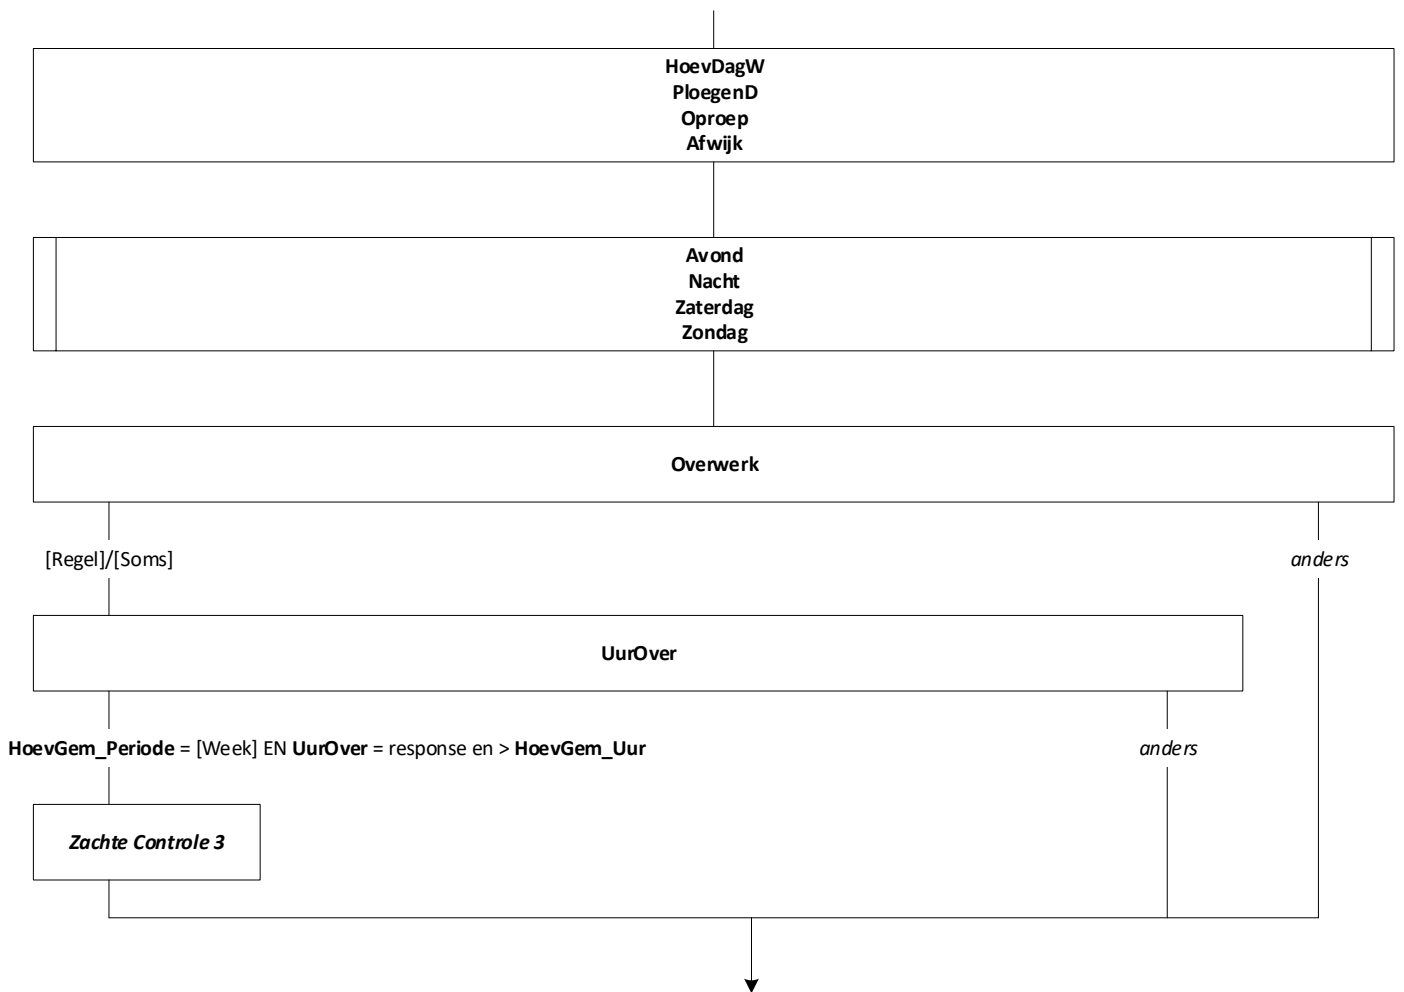 HoevDagW
PloegenD
Oproep
Afwijk
Avond
Nacht
Zaterdag
Zondag
Overwerk
[Regel]/[Soms]
anders
UurOver
HoevGem_Periode = [Week] EN UurOver = response en > HoevGem_Uur
anders
Zachte Controle 3